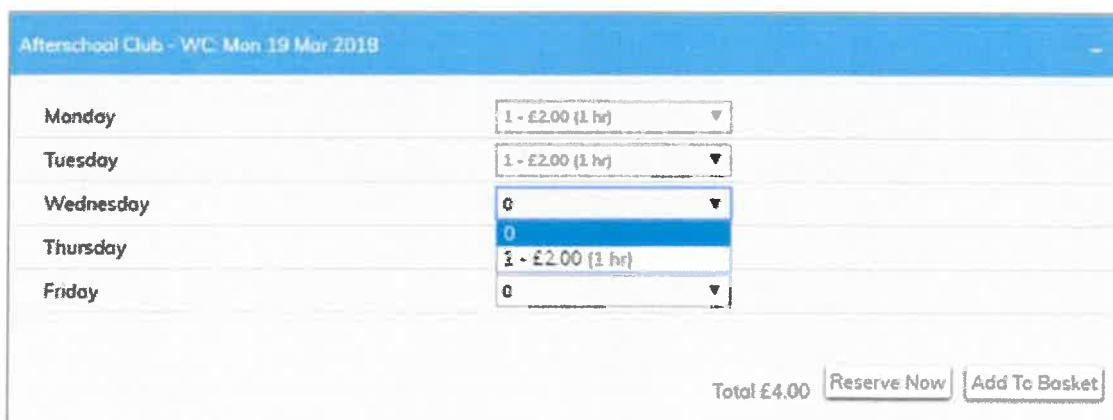 Afterschool Club - WC: Mon 19 Mar 2018 -
Monday 1 - £2.00 (1 hr) ▼
Tuesday 1 - £2.00 (1 hr) ▼
Wednesday 0 ▼
0
Thursday 1 - £2.00 (1 hr)
Friday 0 ▼
Total £4.00 Reserve Now Add To Basket